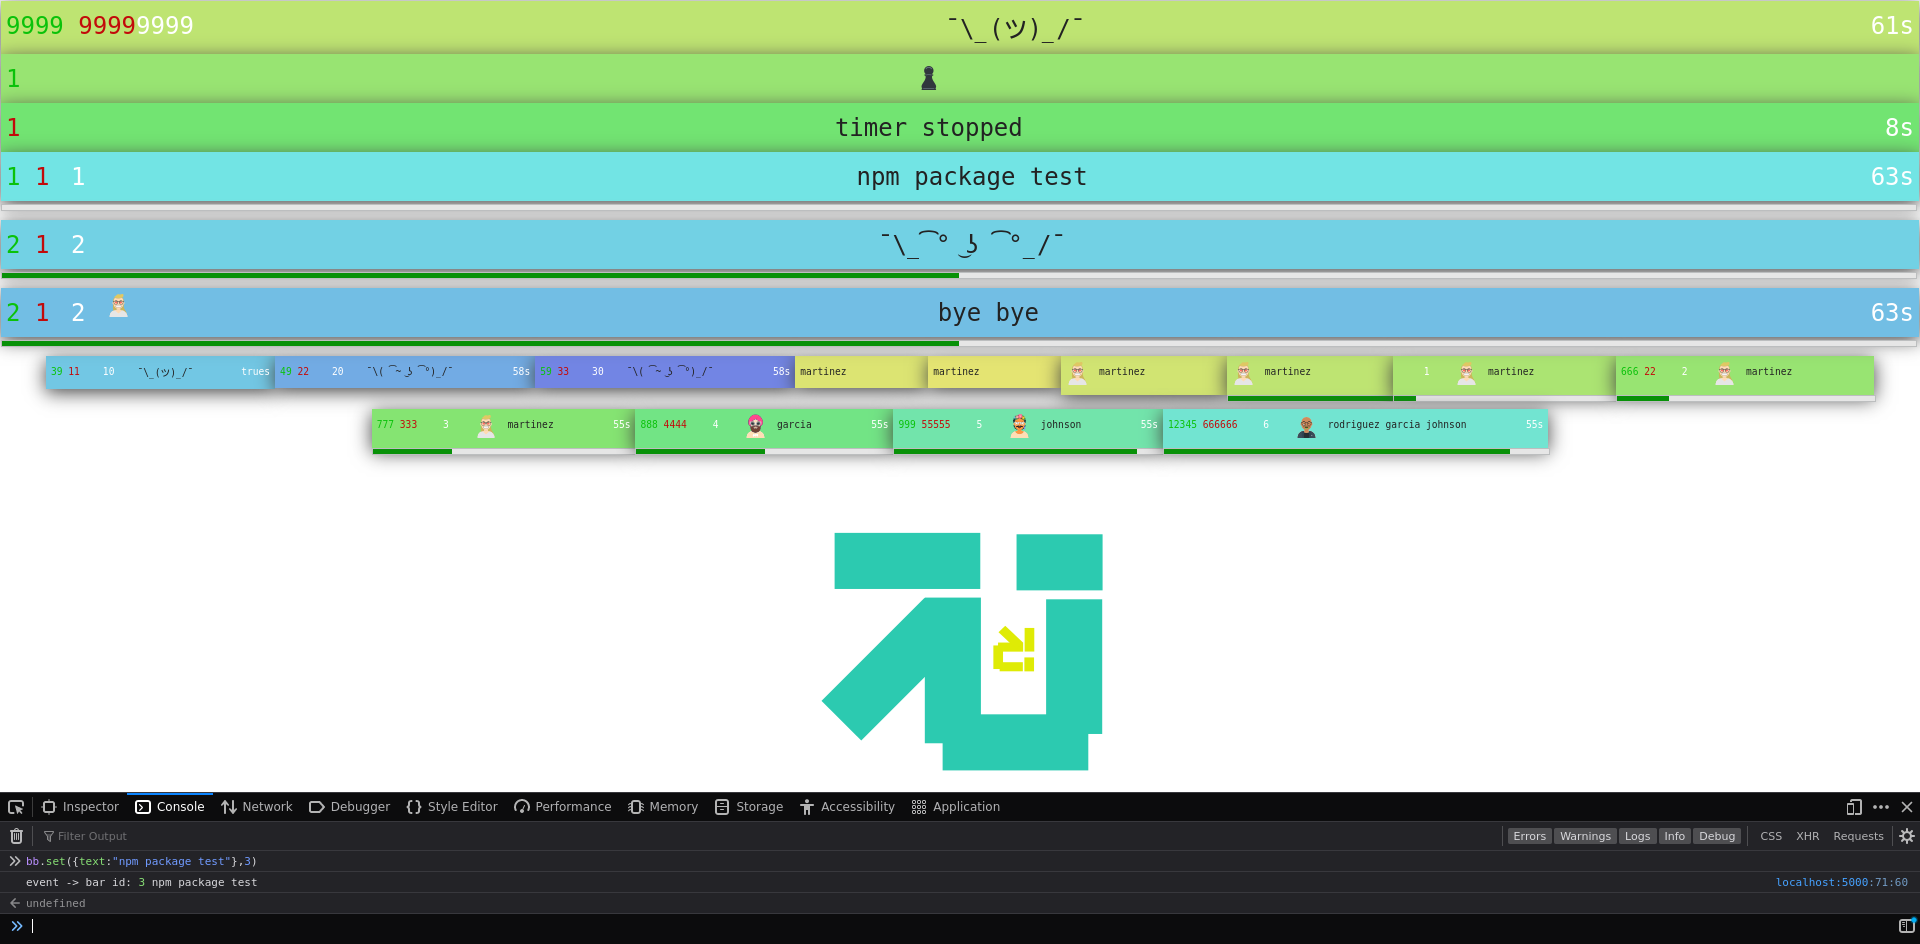 9999 99999999 ¯\_(ツ)_/¯ 61s
1 ♟
1 timer stopped 8s
1 1 1 npm package test 63s
2 1 2 ¯\_͡° ͜ʖ ͡°_/¯
2 1 2 bye bye 63s
39 11 10 ¯\_(ツ)_/¯ trues 49 22 20 ¯\( ͡~ ͜ʖ ͡°)_/¯ 58s 59 33 30 ¯\( ͡~ ͜ʖ ͡°)_/¯ 58s martinez martinez martinez martinez 1 martinez 666 22 2 martinez
777 333 3 martinez 55s 888 4444 4 garcia 55s 999 55555 5 johnson 55s 12345 666666 6 rodriguez garcia johnson 55s
Inspector Console Network Debugger Style Editor Performance Memory Storage Accessibility Application
Filter Output Errors Warnings Logs Info Debug CSS XHR Requests
bb.set({text:"npm package test"},3)
event -> bar id: 3 npm package test localhost:5000:71:60
undefined